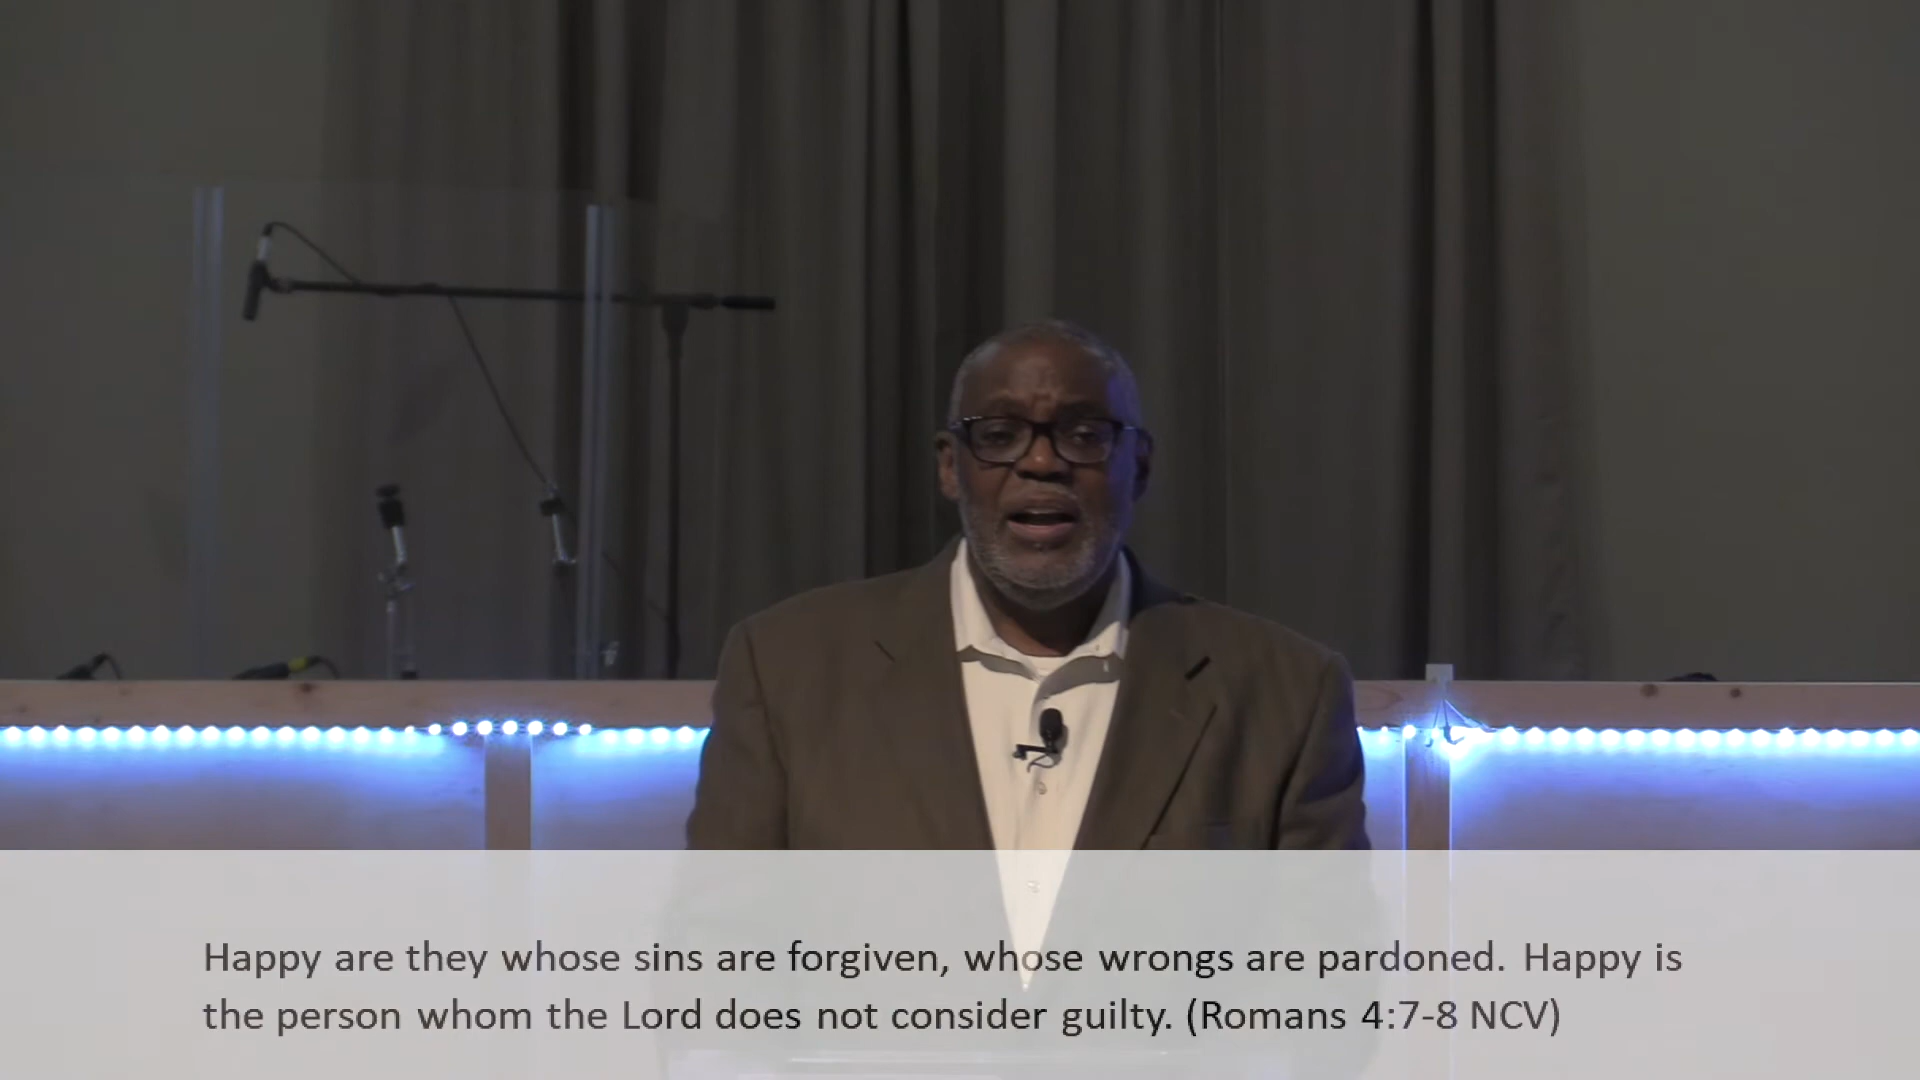 Happy are they whose sins are forgiven, whose wrongs are pardoned. Happy is
the person whom the Lord does not consider guilty. (Romans 4:7-8 NCV)